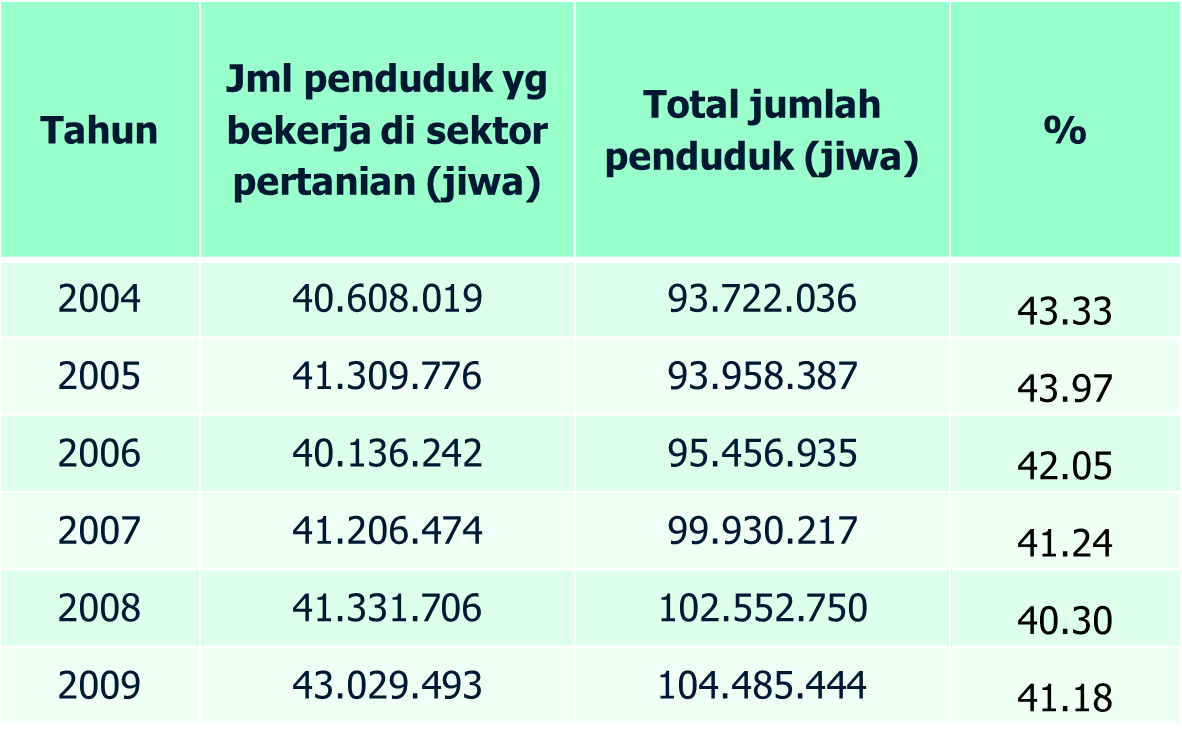 Tahun
Jml penduduk yg
bekerja di sektor
pertanian (jiwa)
Total jumlah
penduduk (jiwa)
%
2004 40.608.019 93.722.036 43.33
2005 41.309.776 93.958.387 43.97
2006 40.136.242 95.456.935 42.05
2007 41.206.474 99.930.217 41.24
2008 41.331.706 102.552.750 40.30
2009 43.029.493 104.485.444 41.18